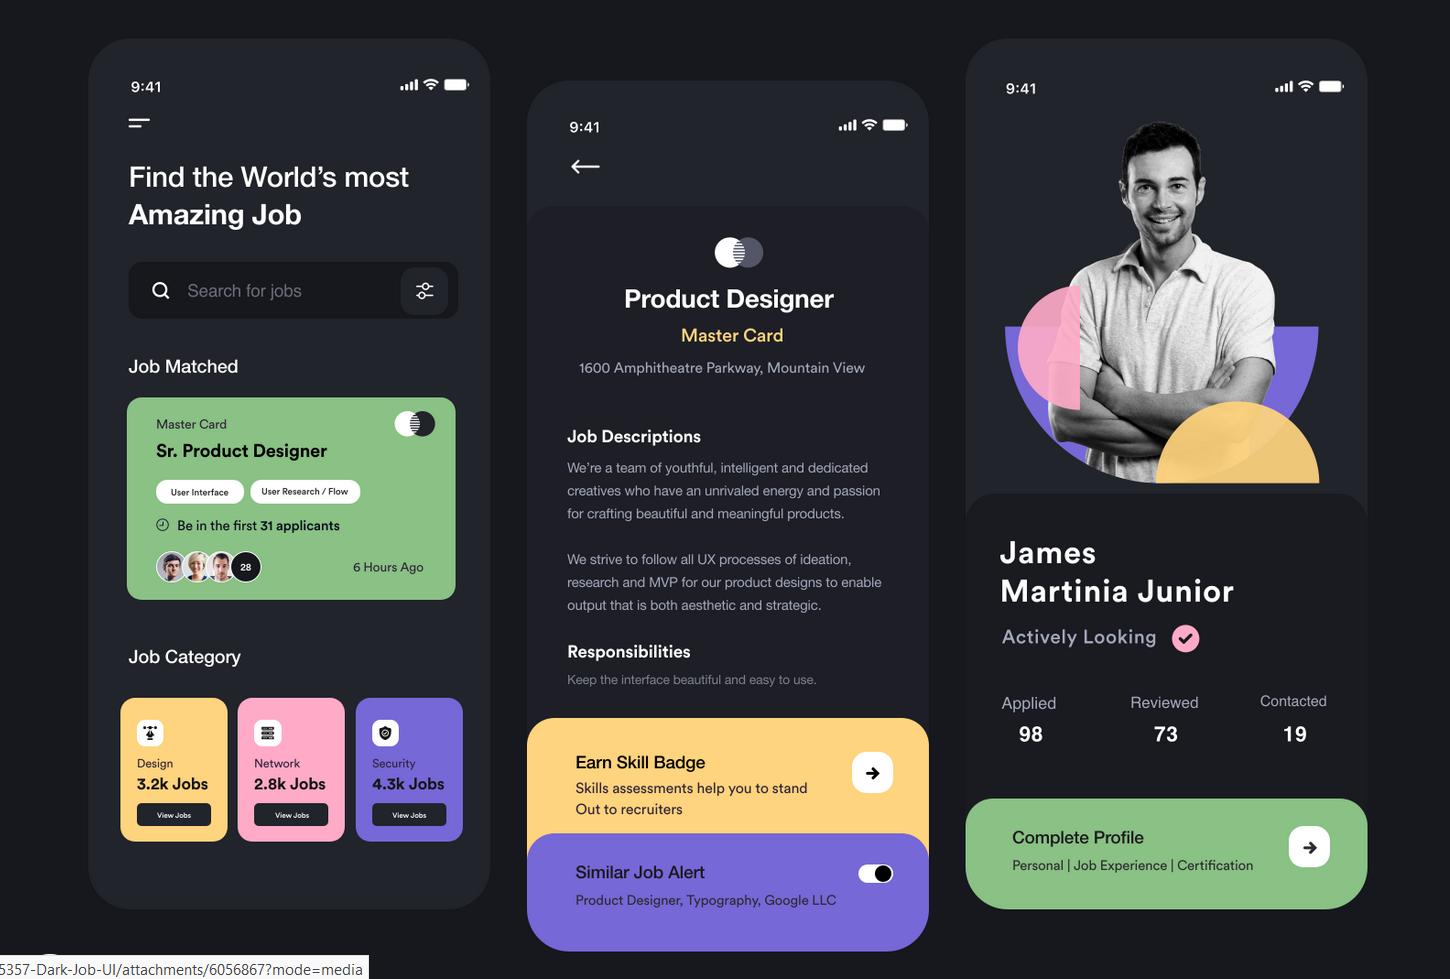 9:41
Find the World's most
Amazing Job
Search for jobs
Job Matched
Master Card
Sr. Product Designer
User Interface
User Research / Flow
Be in the first 31 applicants
28
6 Hours Ago
Job Category
Design
3.2k Jobs
View Jobs
Network
2.8k Jobs
View Jobs
Security
4.3k Jobs
View Jobs
9:41
Product Designer
Master Card
1600 Amphitheatre Parkway, Mountain View
Job Descriptions
We're a team of youthful, intelligent and dedicated
creatives who have an unrivaled energy and passion
for crafting beautiful and meaningful products.
We strive to follow all UX processes of ideation,
research and MVP for our product designs to enable
output that is both aesthetic and strategic.
Responsibilities
Keep the interface beautiful and easy to use.
Earn Skill Badge
Skills assessments help you to stand
Out to recruiters
Similar Job Alert
Product Designer, Typography, Google LLC
9:41
James
Martinia Junior
Actively Looking
Applied
98
Reviewed
73
Contacted
19
Complete Profile
Personal | Job Experience | Certification
5357-Dark-Job-UI/attachments/6056867?mode=media